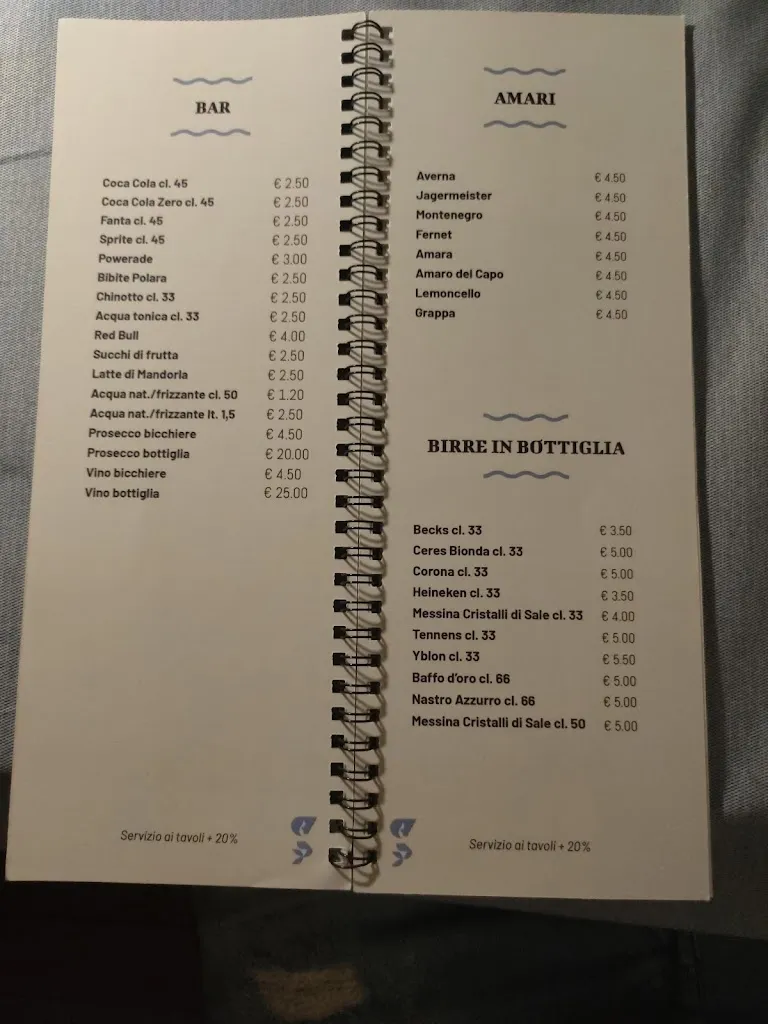 BAR
Coca Cola cl. 45 € 2.50
Coca Cola Zero cl. 45 € 2.50
Fanta cl. 45 € 2.50
Sprite cl. 45 € 2.50
Powerade € 3.00
Bibite Polara € 2.50
Chinotto cl. 33 € 2.50
Acqua tonica cl. 33 € 2.50
Red Bull € 4.00
Succhi di frutta € 2.50
Latte di Mandorla € 2.50
Acqua nat./frizzante cl. 50 € 1.20
Acqua nat./frizzante lt. 1,5 € 2.50
Prosecco bicchiere € 4.50
Prosecco bottiglia € 20.00
Vino bicchiere € 4.50
Vino bottiglia € 25.00
Servizio ai tavoli + 20%
AMARI
Averna € 4.50
Jagermeister € 4.50
Montenegro € 4.50
Fernet € 4.50
Amara € 4.50
Amaro del Capo € 4.50
Lemoncello € 4.50
Grappa € 4.50
BIRRE IN BOTTIGLIA
Becks cl. 33 € 3.50
Ceres Bionda cl. 33 € 5.00
Corona cl. 33 € 5.00
Heineken cl. 33 € 3.50
Messina Cristalli di Sale cl. 33 € 4.00
Tennens cl. 33 € 5.00
Yblon cl. 33 € 5.50
Baffo d'oro cl. 66 € 5.00
Nastro Azzurro cl. 66 € 5.00
Messina Cristalli di Sale cl. 50 € 5.00
Servizio ai tavoli + 20%